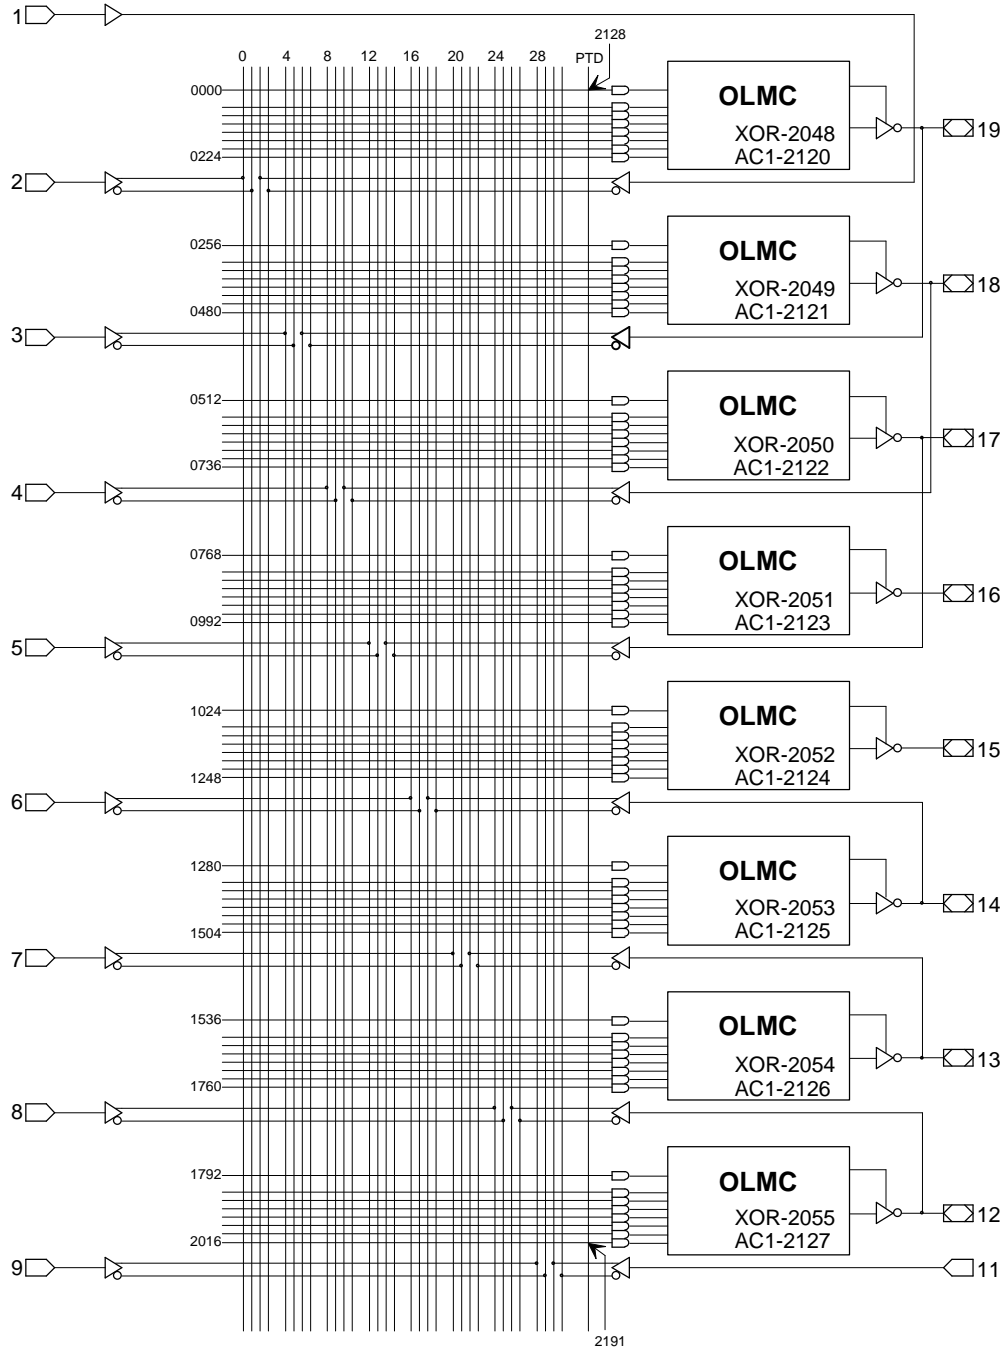 1
2128
0 4 8 12 16 20 24 28 PTD
0000
OLMC
XOR-2048
19
0224
AC1-2120
2
0256
OLMC
XOR-2049
18
0480
AC1-2121
3
0512
OLMC
XOR-2050
17
0736
AC1-2122
4
0768
OLMC
XOR-2051
16
0992
AC1-2123
5
1024
OLMC
XOR-2052
15
1248
AC1-2124
6
1280
OLMC
XOR-2053
14
1504
AC1-2125
7
1536
OLMC
XOR-2054
13
1760
AC1-2126
8
1792
OLMC
XOR-2055
12
2016
AC1-2127
9
11
2191